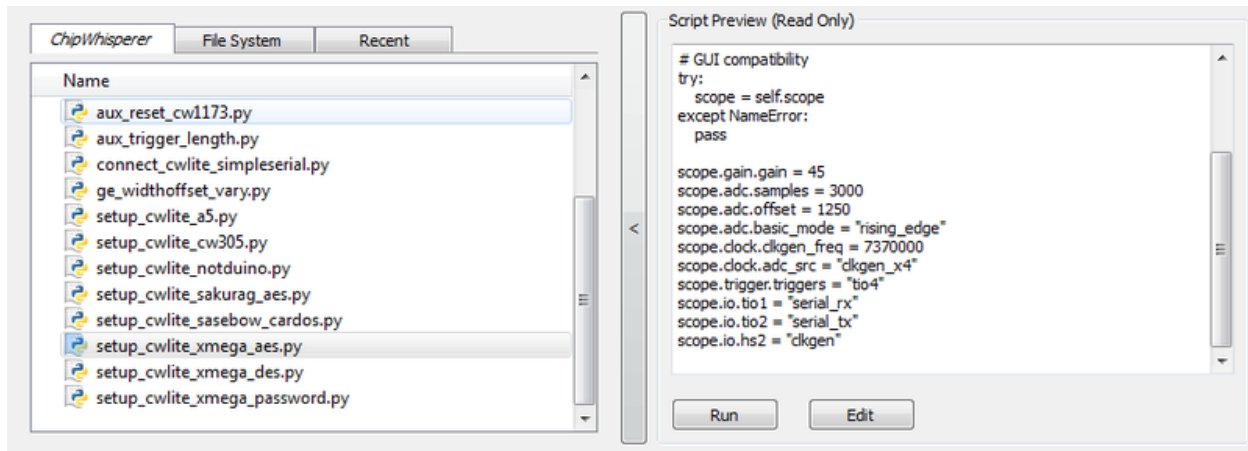 ChipWhisperer File System Recent
Name
aux_reset_cw1173.py
aux_trigger_length.py
connect_cwlite_simpleserial.py
ge_widthoffset_vary.py
setup_cwlite_a5.py
setup_cwlite_cw305.py
setup_cwlite_notduino.py
setup_cwlite_sakurag_aes.py
setup_cwlite_sasebow_cardos.py
setup_cwlite_xmega_aes.py
setup_cwlite_xmega_des.py
setup_cwlite_xmega_password.py
<
Script Preview (Read Only)
# GUI compatibility
try:
scope = self.scope
except NameError:
pass
scope.gain.gain = 45
scope.adc.samples = 3000
scope.adc.offset = 1250
scope.adc.basic_mode = "rising_edge"
scope.clock.clkgen_freq = 7370000
scope.clock.adc_src = "clkgen_x4"
scope.trigger.triggers = "tio4"
scope.io.tio1 = "serial_rx"
scope.io.tio2 = "serial_tx"
scope.io.hs2 = "clkgen"
Run Edit